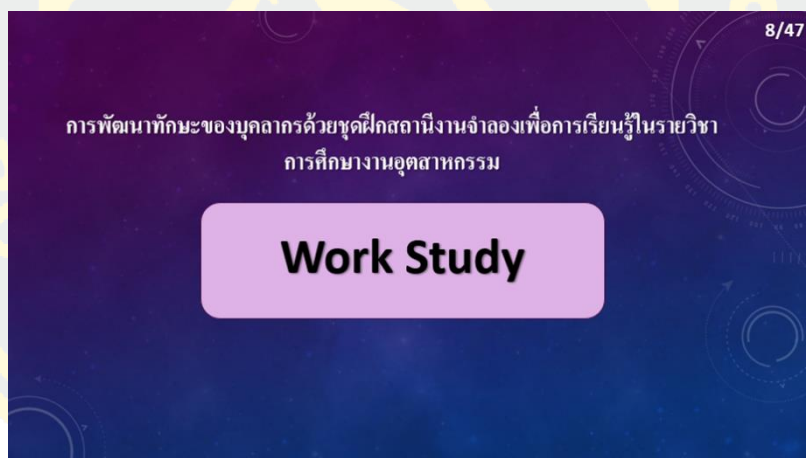 8/47
การพัฒนาทักษะของบุคลากรด้วยชุดฝึกสถานีงานจำลองเพื่อการเรียนรู้ในรายวิชา
การศึกษางานอุตสาหกรรม
Work Study